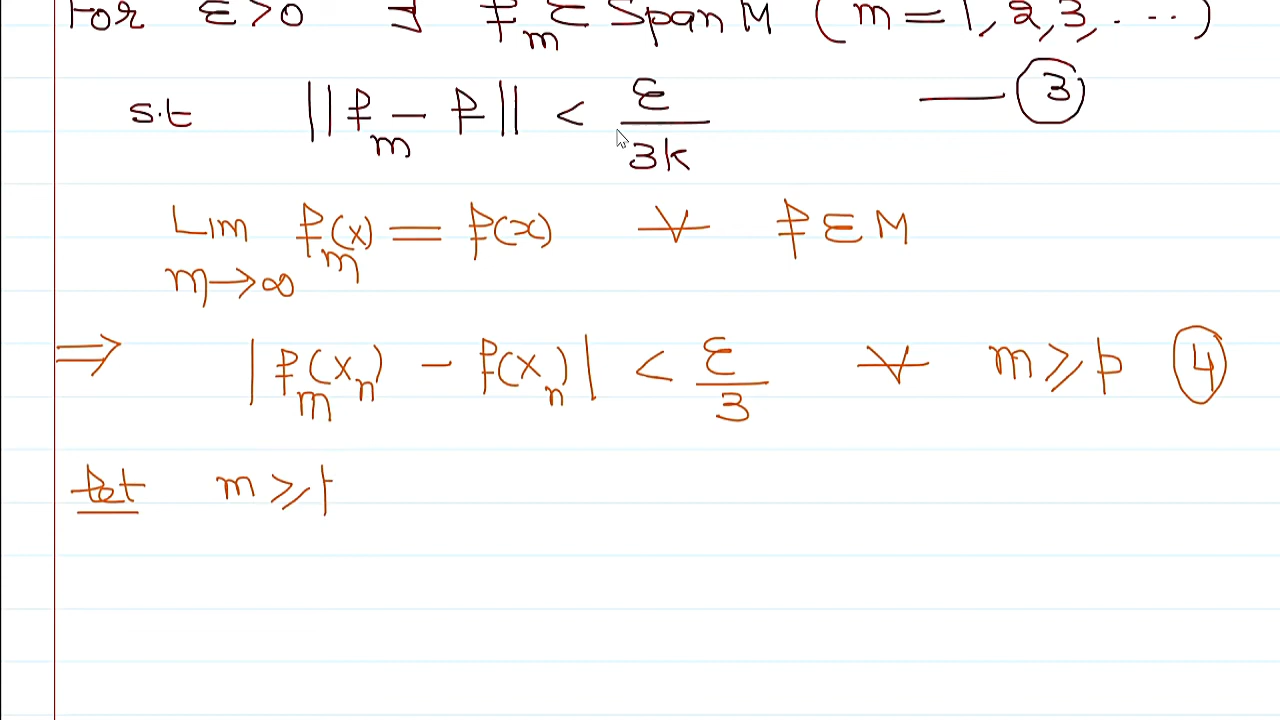 For ε>0 ∃ f_m ∈ Span M (m = 1, 2, 3, ....)
s.t ||f_m - f|| < ε/3k — ③
Lim m→∞ f_m(x) = f(x) ∀ f ∈ M
⇒ |f_m(x_n) - f(x_n)| < ε/3 ∀ m ≥ p ④
Let m ≥